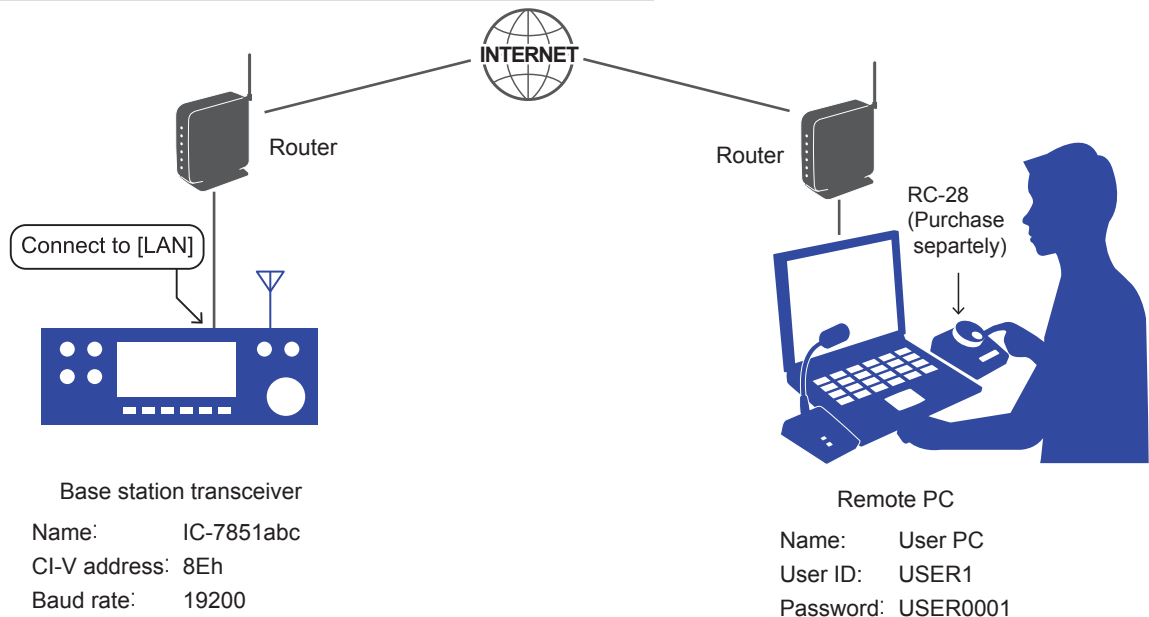 INTERNET
Router
Router
RC-28
(Purchase
separtely)
Connect to [LAN]
Base station transceiver
Name: IC-7851abc
CI-V address: 8Eh
Baud rate: 19200
Remote PC
Name: User PC
User ID: USER1
Password: USER0001